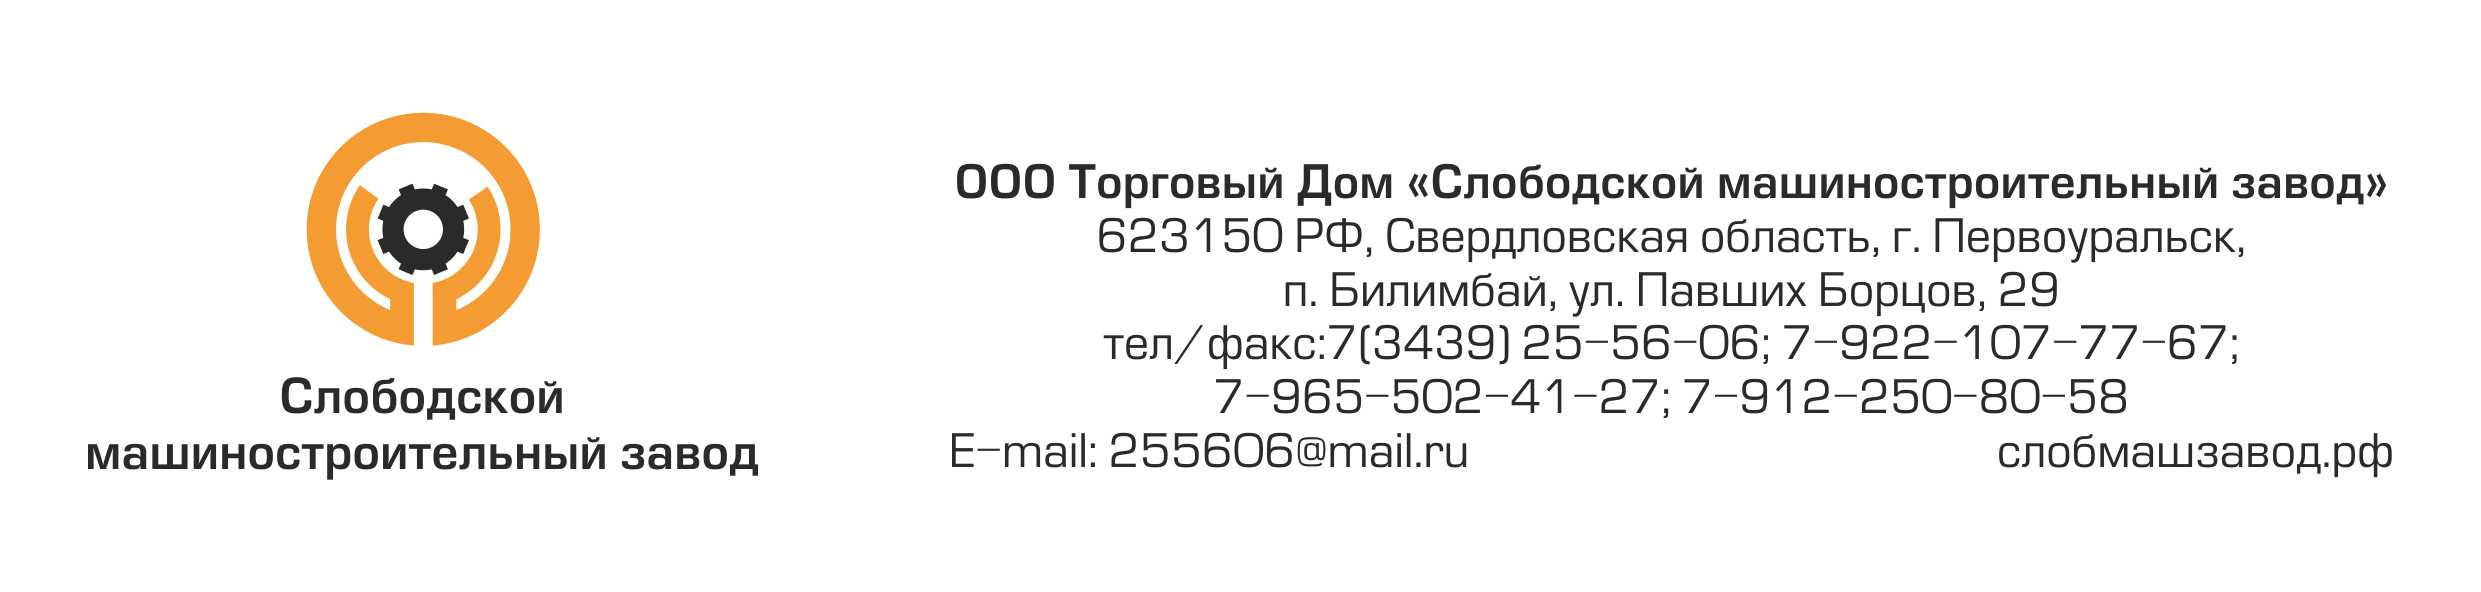 Слободской
машиностроительный завод
ООО Торговый Дом «Слободской машиностроительный завод»
623150 РФ, Свердловская область, г. Первоуральск,
п. Билимбай, ул. Павших Борцов, 29
тел/факс:7(3439) 25-56-06; 7-922-107-77-67;
7-965-502-41-27; 7-912-250-80-58
E-mail: 255606@mail.ru слобмашзавод.рф